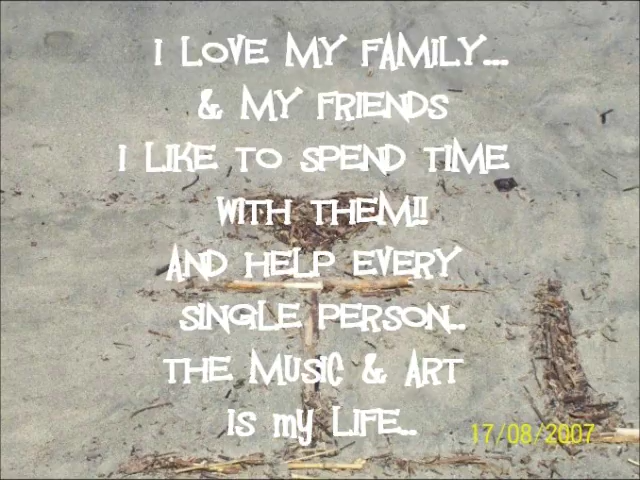 I LOVE MY FAMILY...
& MY FRIENDS
I LIKE TO SPEND TIME
WITH THEM!!
AND HELP EVERY
SINGLE PERSON..
THE MUSIC & ART
IS MY LIFE..
17/08/2007